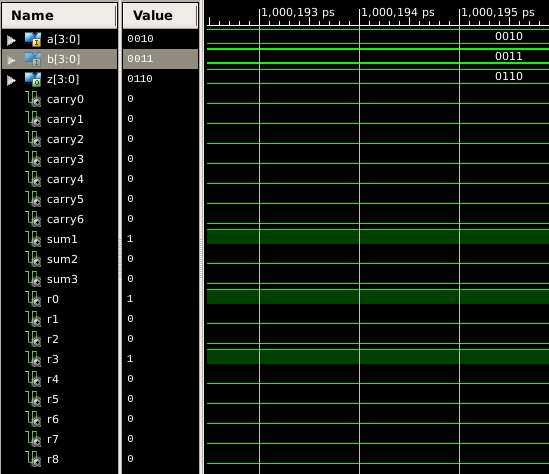 Name Value 1,000,193 ps 1,000,194 ps 1,000,195 ps
a[3:0] 0010 0010
b[3:0] 0011 0011
z[3:0] 0110 0110
carry0 0
carry1 0
carry2 0
carry3 0
carry4 0
carry5 0
carry6 0
sum1 1
sum2 0
sum3 0
r0 1
r1 0
r2 0
r3 1
r4 0
r5 0
r6 0
r7 0
r8 0